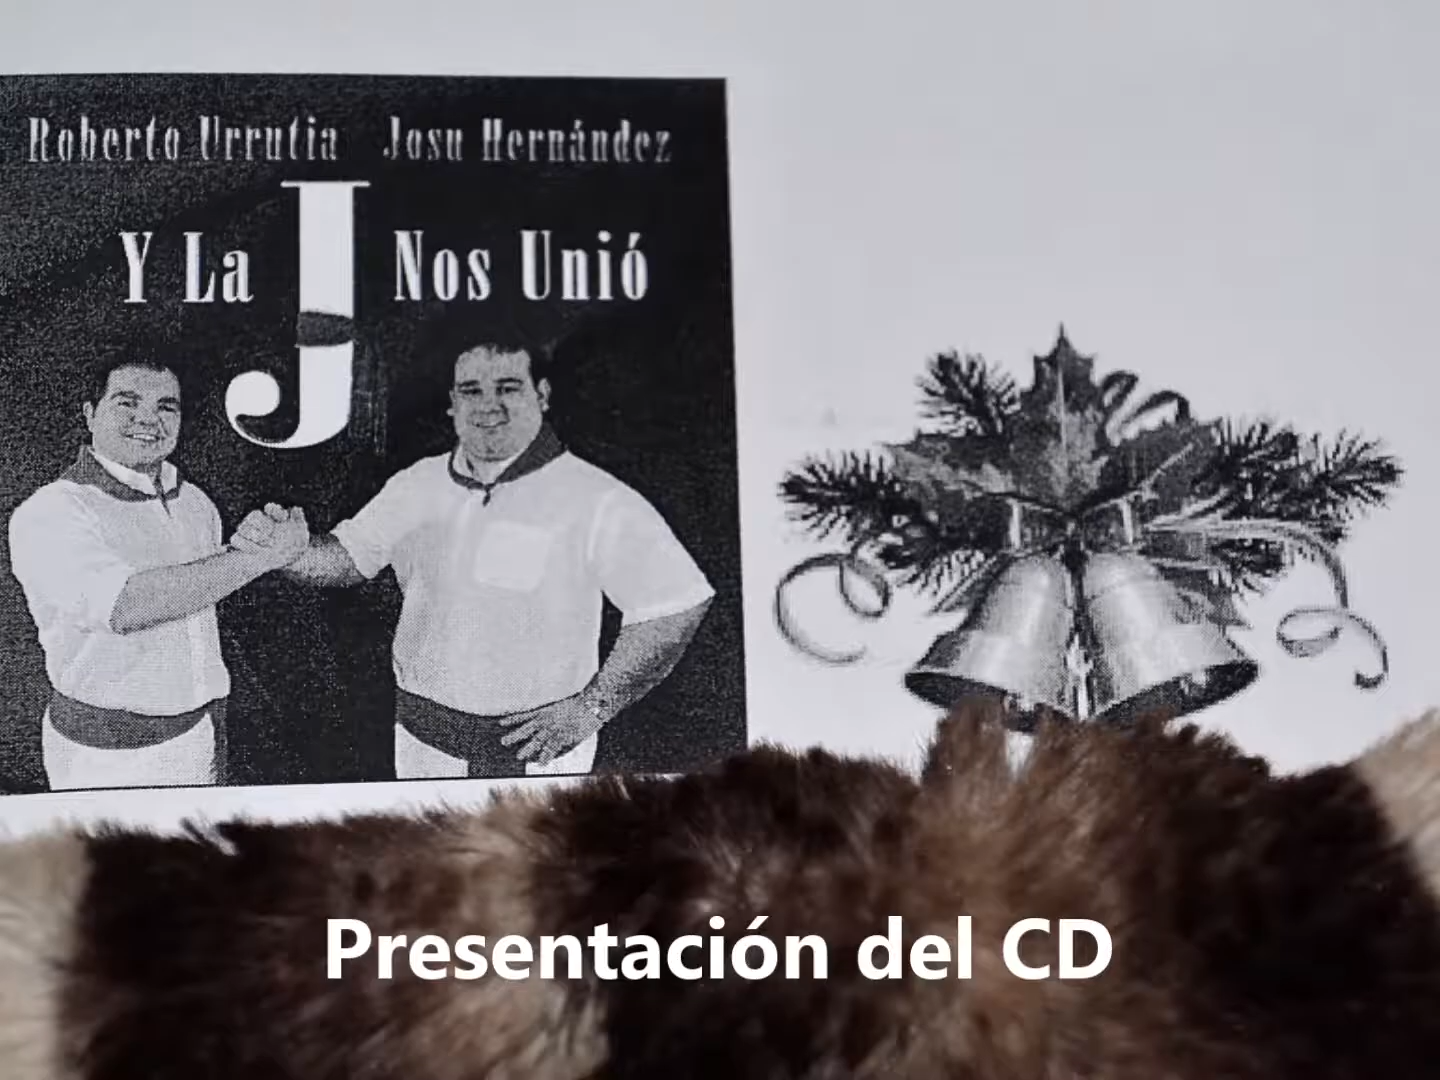 Roberto Urrutia Josu Hernández
Y La J Nos Unió
Presentación del CD